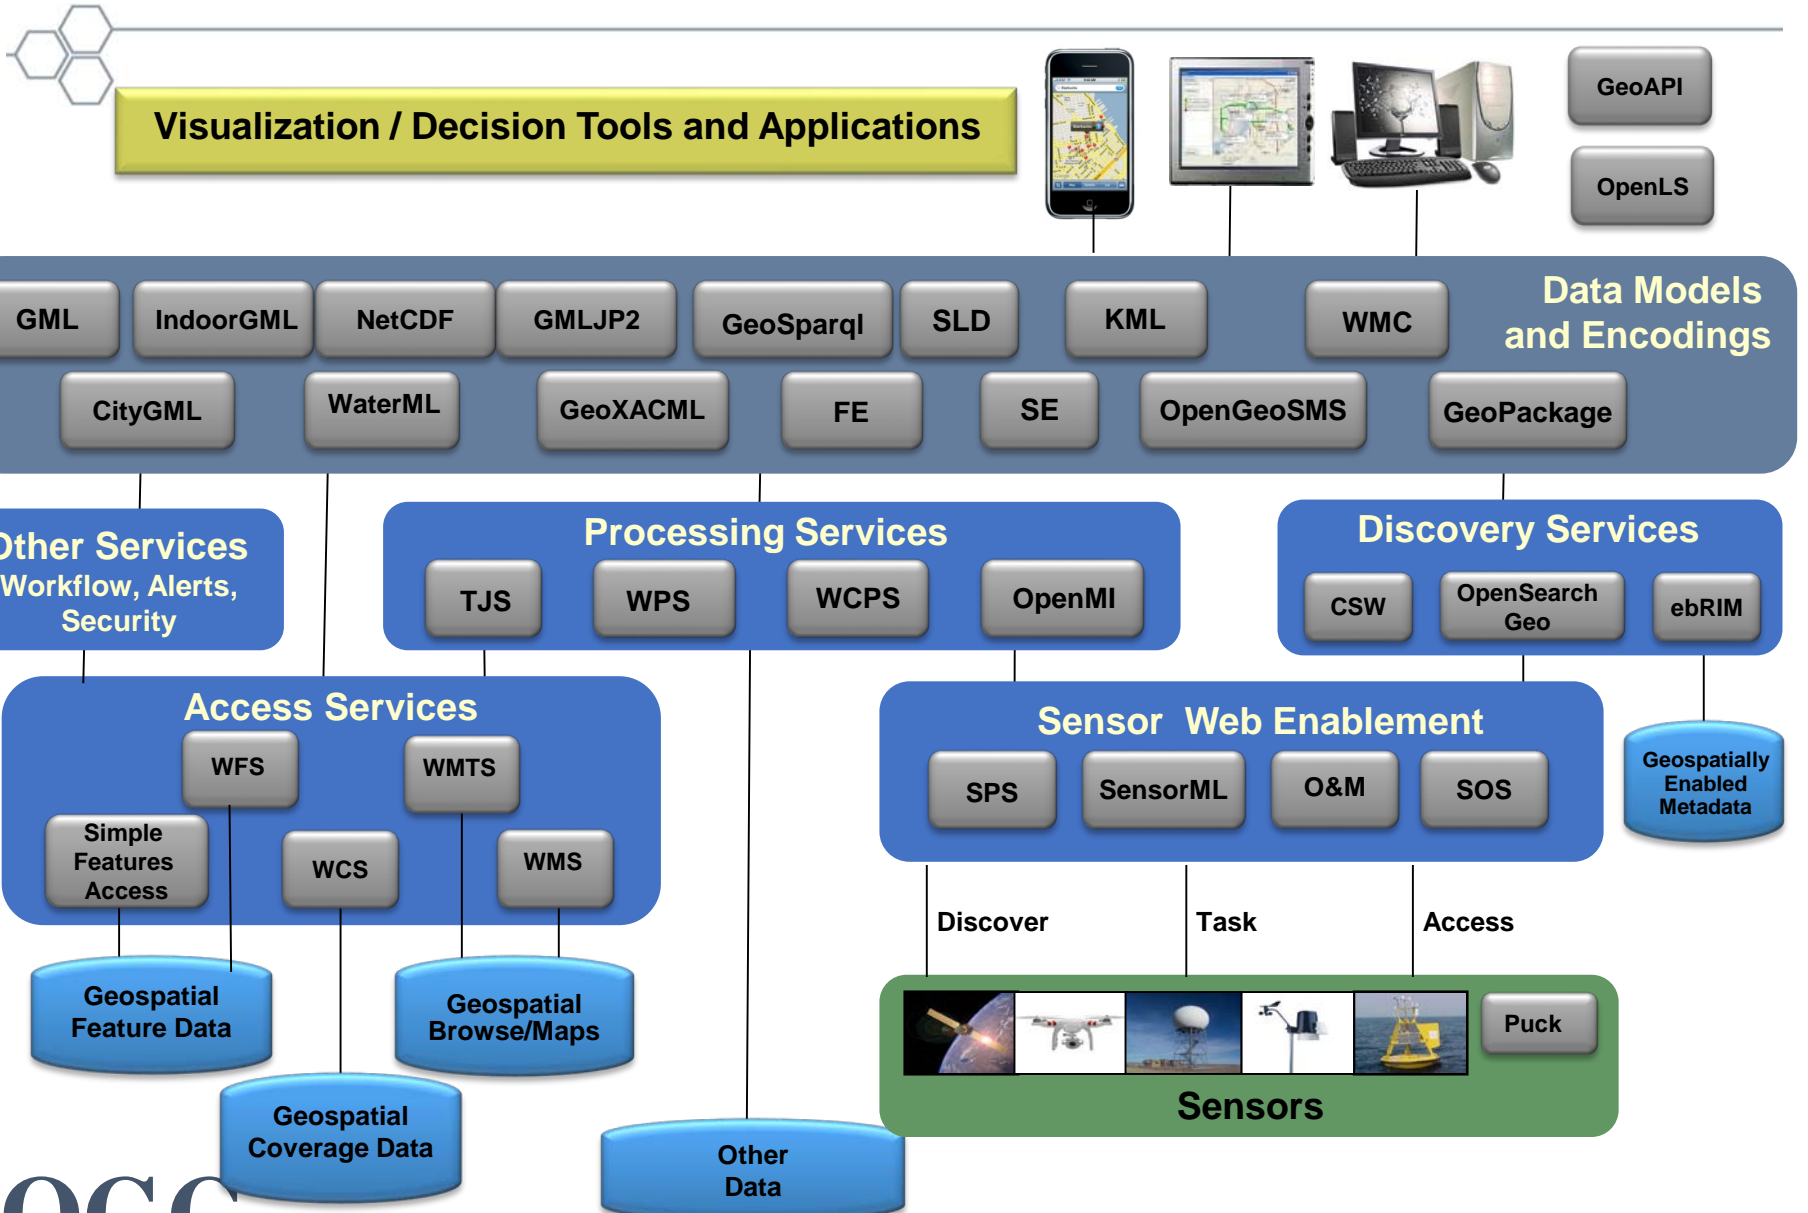 Visualization / Decision Tools and Applications
GeoAPI
OpenLS
Data Models
and Encodings
GML
IndoorGML
NetCDF
GMLJP2
GeoSparql
SLD
KML
WMC
CityGML
WaterML
GeoXACML
FE
SE
OpenGeoSMS
GeoPackage
Other Services
Workflow, Alerts,
Security
Processing Services
TJS
WPS
WCPS
OpenMI
Discovery Services
CSW
OpenSearch
Geo
ebRIM
Access Services
WFS
WMTS
Simple
Features
Access
WCS
WMS
Sensor Web Enablement
SPS
SensorML
O&M
SOS
Geospatially
Enabled
Metadata
Discover
Task
Access
Geospatial
Feature Data
Geospatial
Browse/Maps
Puck
Sensors
Geospatial
Coverage Data
Other
Data
OGC